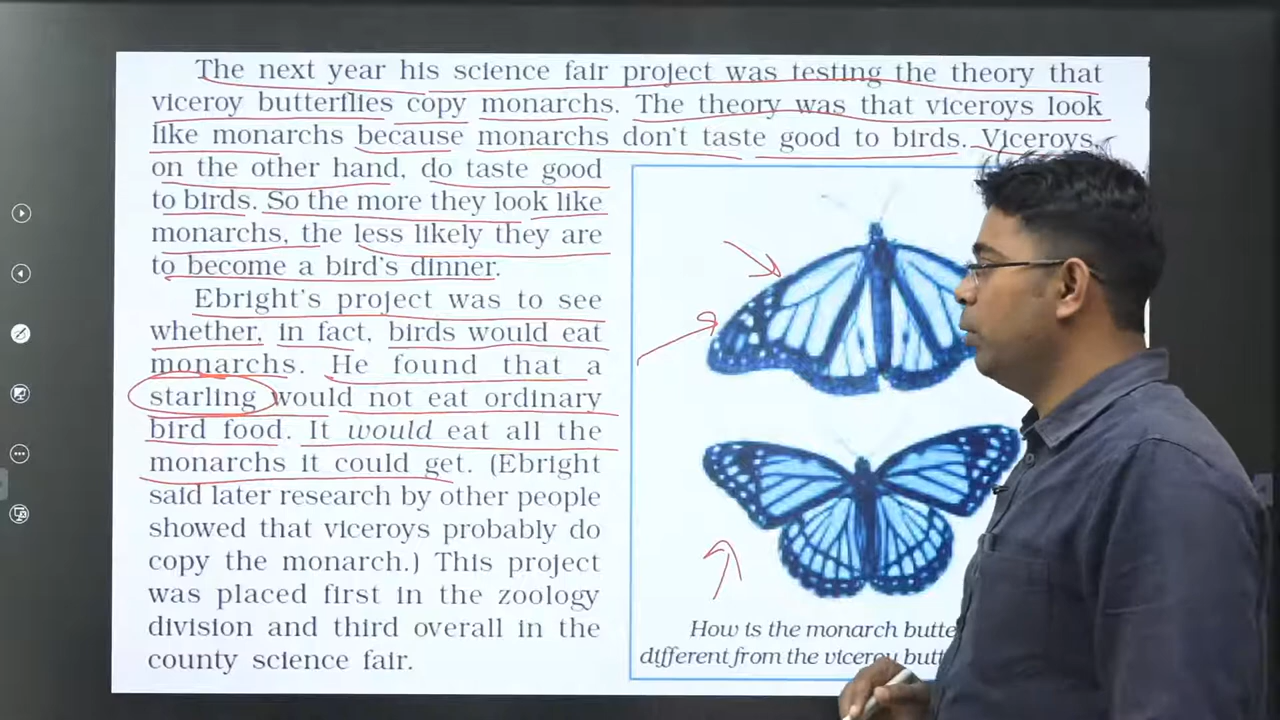 The next year his science fair project was testing the theory that
viceroy butterflies copy monarchs. The theory was that viceroys look
like monarchs because monarchs don't taste good to birds. Viceroys,
on the other hand, do taste good
to birds. So the more they look like
monarchs, the less likely they are
to become a bird's dinner.
Ebright's project was to see
whether, in fact, birds would eat
monarchs. He found that a
starling would not eat ordinary
bird food. It would eat all the
monarchs it could get. (Ebright
said later research by other people
showed that viceroys probably do
copy the monarch.) This project
was placed first in the zoology
division and third overall in the
county science fair.
How is the monarch
different from the viceroy